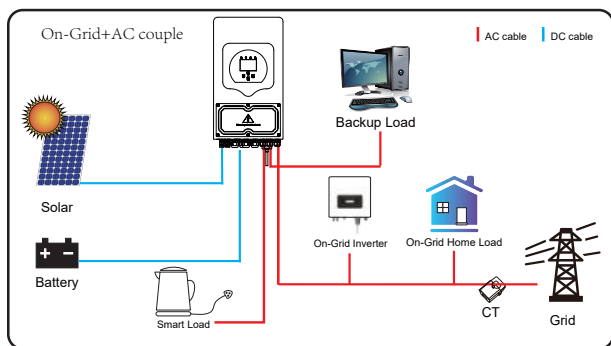 On-Grid+AC couple
AC cable
DC cable
Backup Load
Solar
On-Grid Inverter
On-Grid Home Load
Battery
Smart Load
CT
Grid